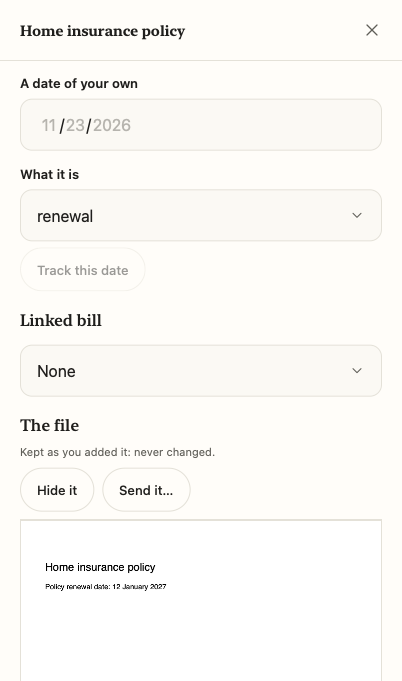 Home insurance policy
A date of your own
11/23/2026
What it is
renewal
Track this date
Linked bill
None
The file
Kept as you added it: never changed.
Hide it
Send it...
Home insurance policy
Policy renewal date: 12 January 2027